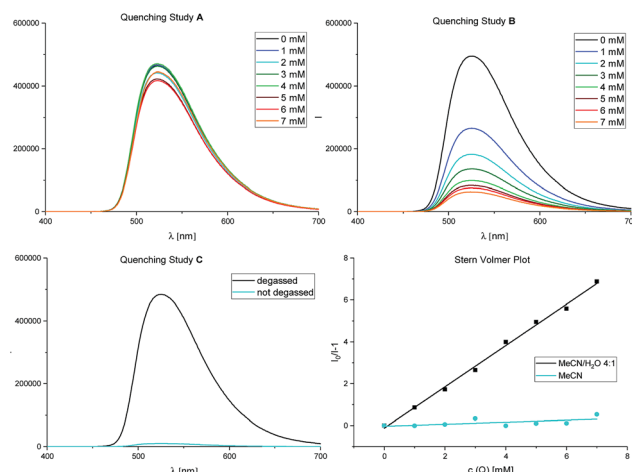 Quenching Study A
600000
400000
200000
0
400
500
600
700
λ [nm]
0 mM
1 mM
2 mM
3 mM
4 mM
5 mM
6 mM
7 mM
Quenching Study B
I
600000
400000
200000
0
400
500
600
700
λ [nm]
0 mM
1 mM
2 mM
3 mM
4 mM
5 mM
6 mM
7 mM
Quenching Study C
600000
400000
200000
0
400
500
600
700
λ [nm]
degassed
not degassed
Stern Volmer Plot
I₀/I-1
8
6
4
2
0
0
2
4
6
8
c (Q) [mM]
MeCN/H₂O 4:1
MeCN